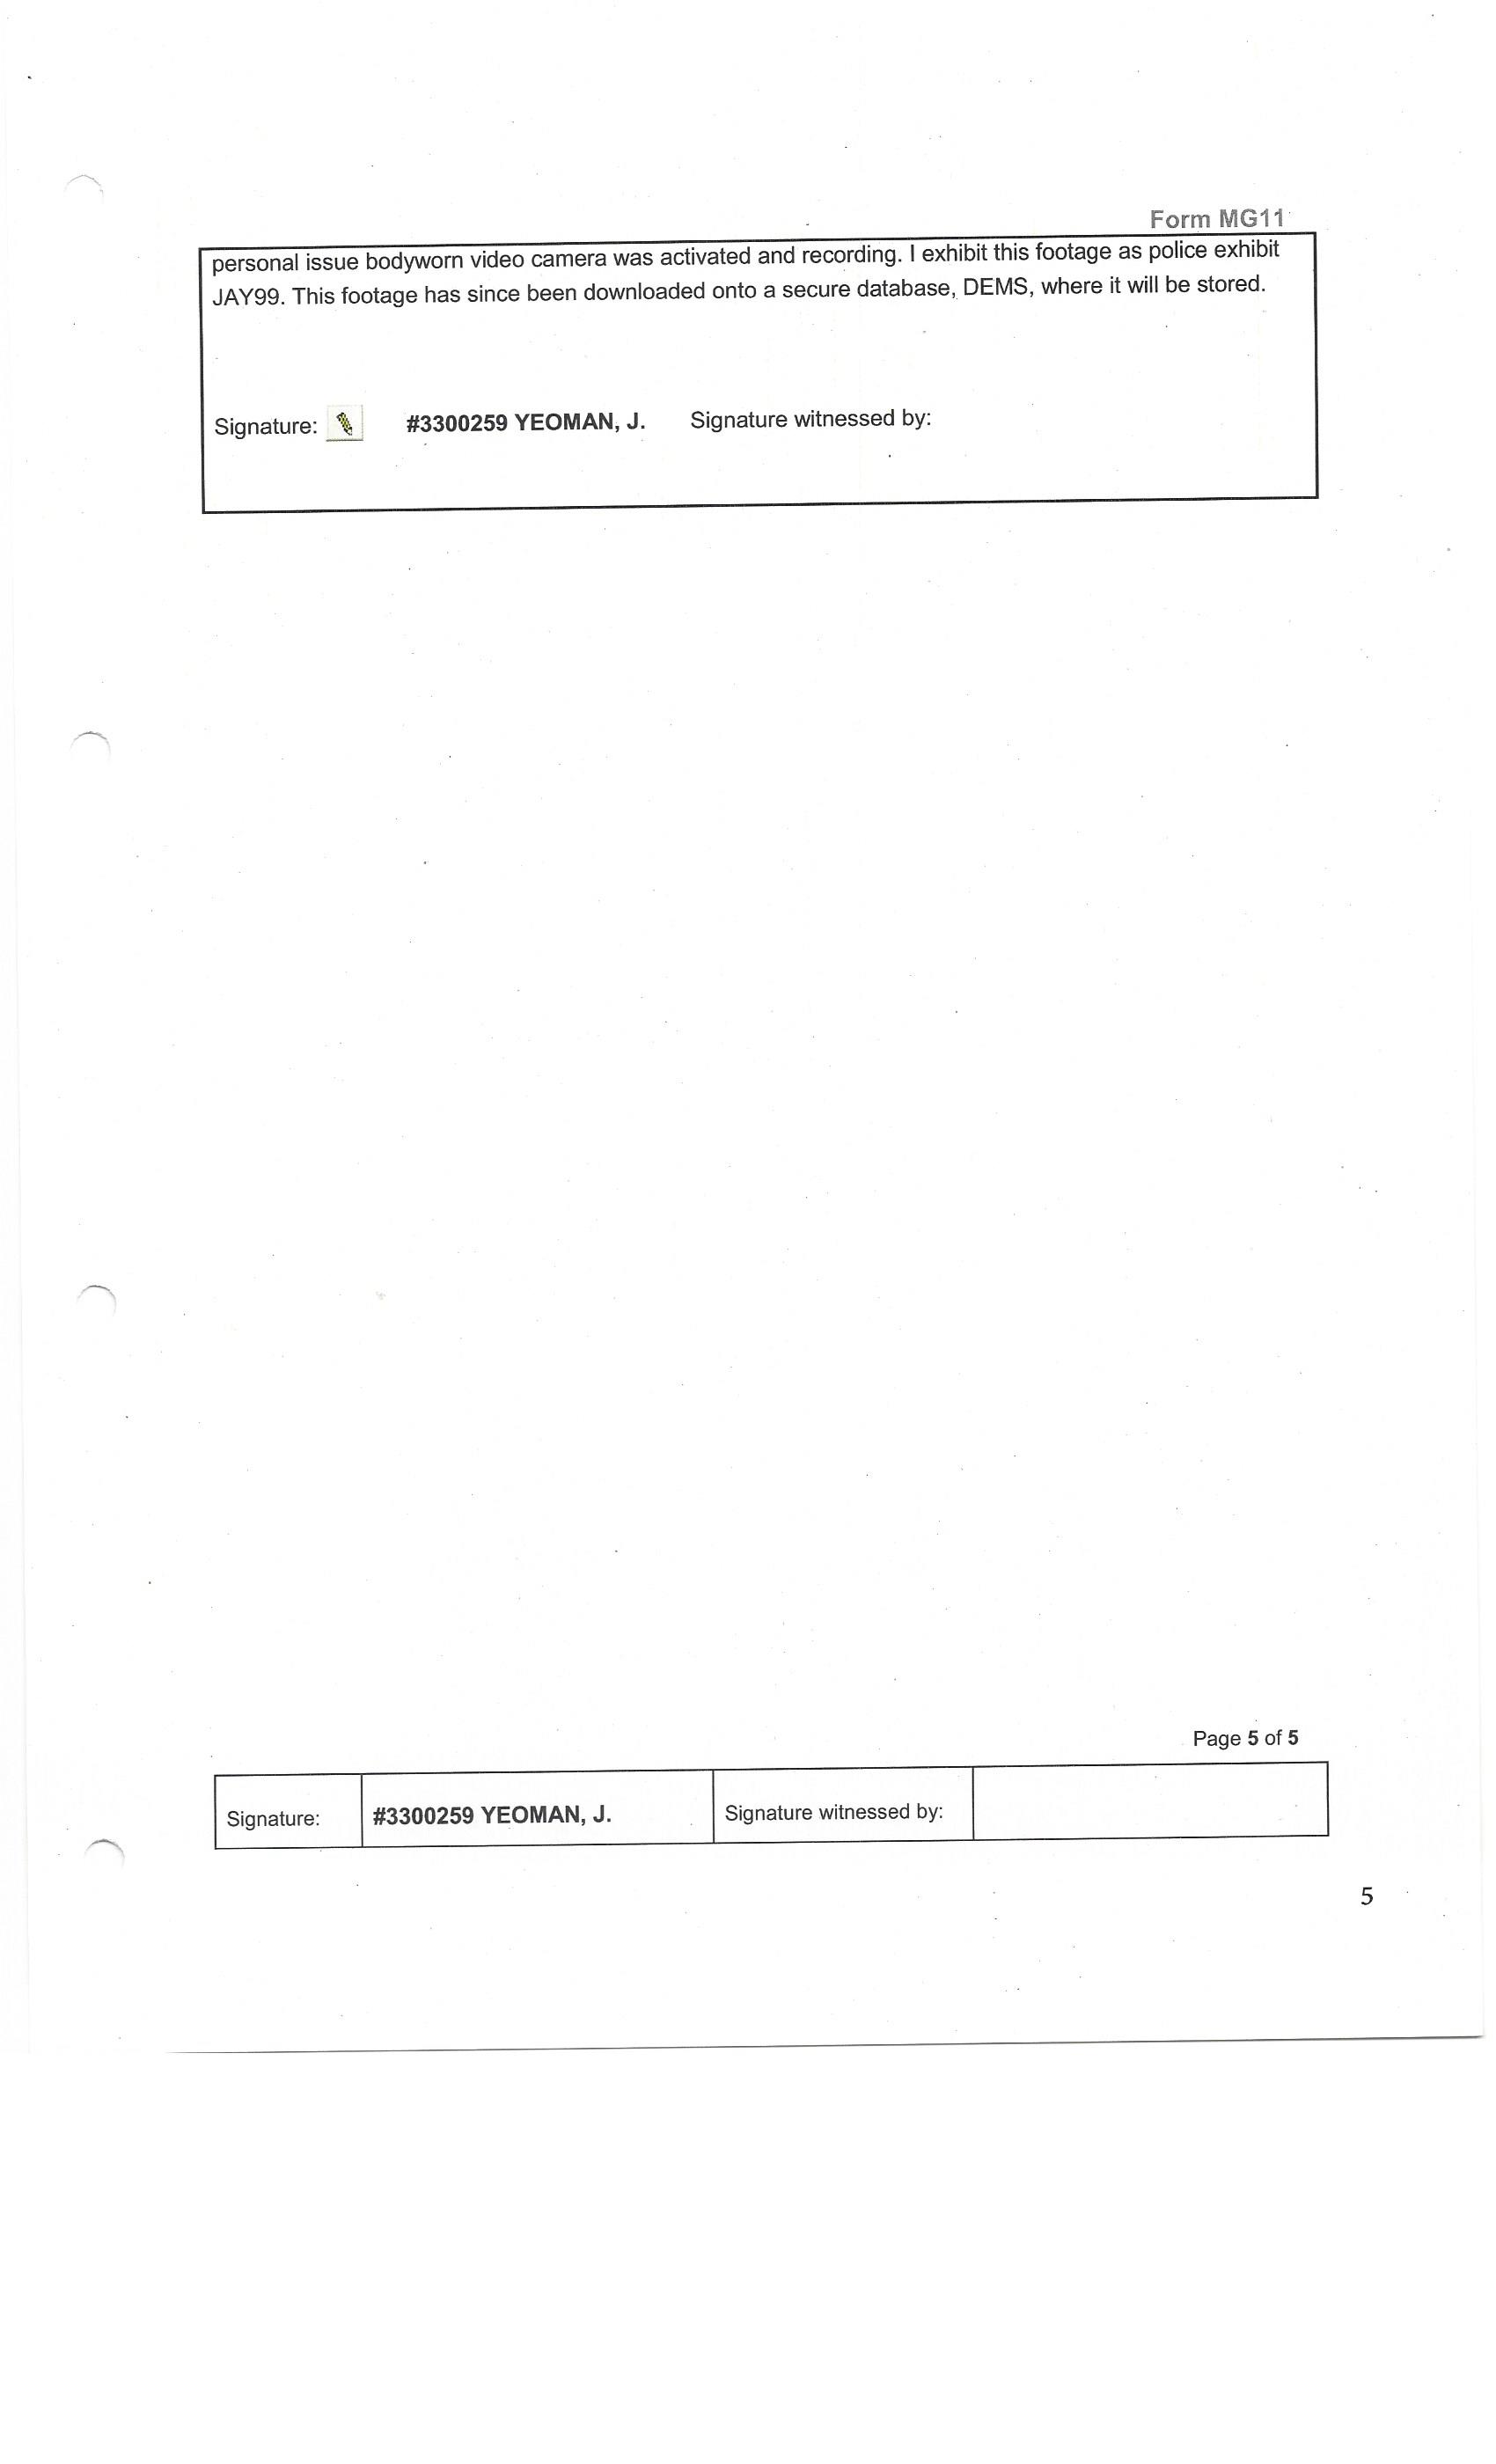 Form MG11
personal issue bodyworn video camera was activated and recording. I exhibit this footage as police exhibit
JAY99. This footage has since been downloaded onto a secure database, DEMS, where it will be stored.
Signature: #3300259 YEOMAN, J. Signature witnessed by:
Page 5 of 5
Signature: #3300259 YEOMAN, J. Signature witnessed by:
5